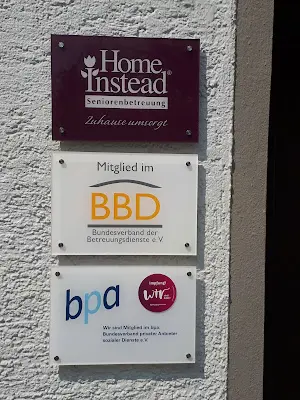 Home
Instead®
Seniorenbetreuung
Zuhause umsorgt
Mitglied im
BBD
Bundesverband der
Betreuungsdienste e.V
bpa
wir
Wir sind Mitglied im bpa.
Bundesverband privater Anbieter
sozialer Dienste e.V